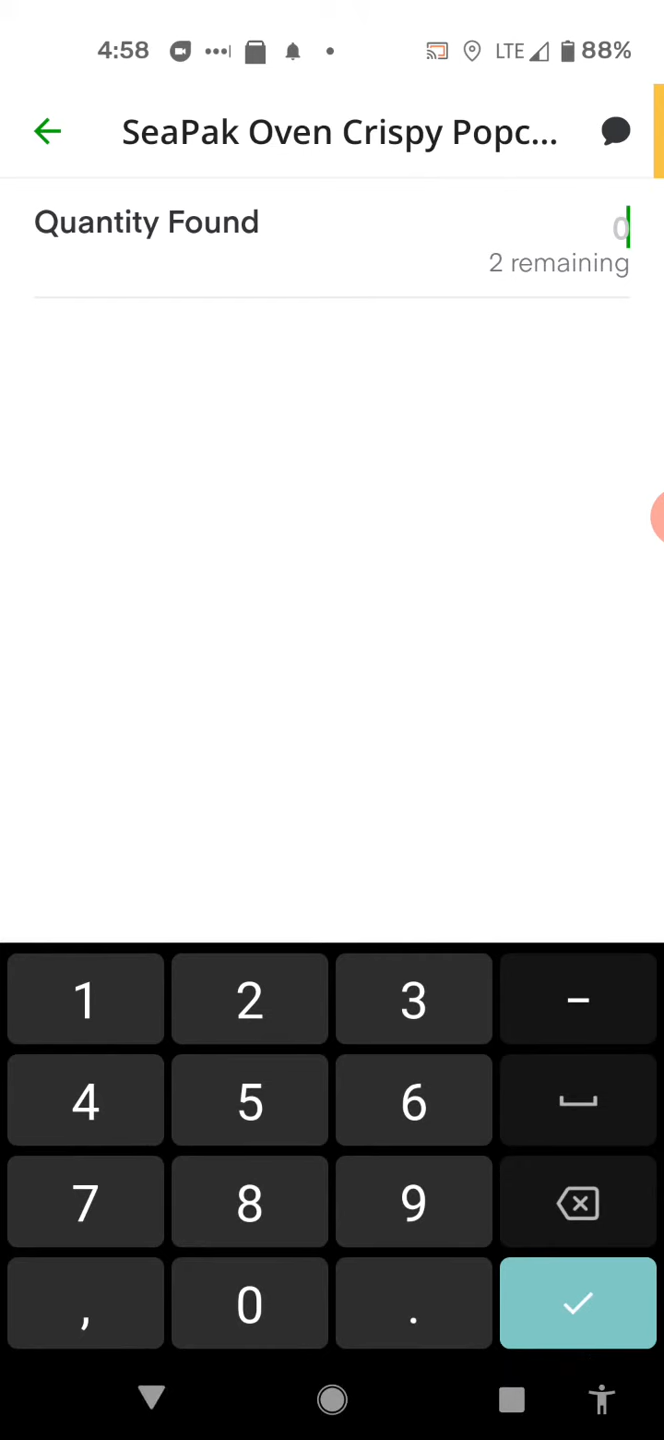 4:58 LTE 88%
SeaPak Oven Crispy Popc...
Quantity Found 0
2 remaining
1 2 3 –
4 5 6
7 8 9
, 0 .